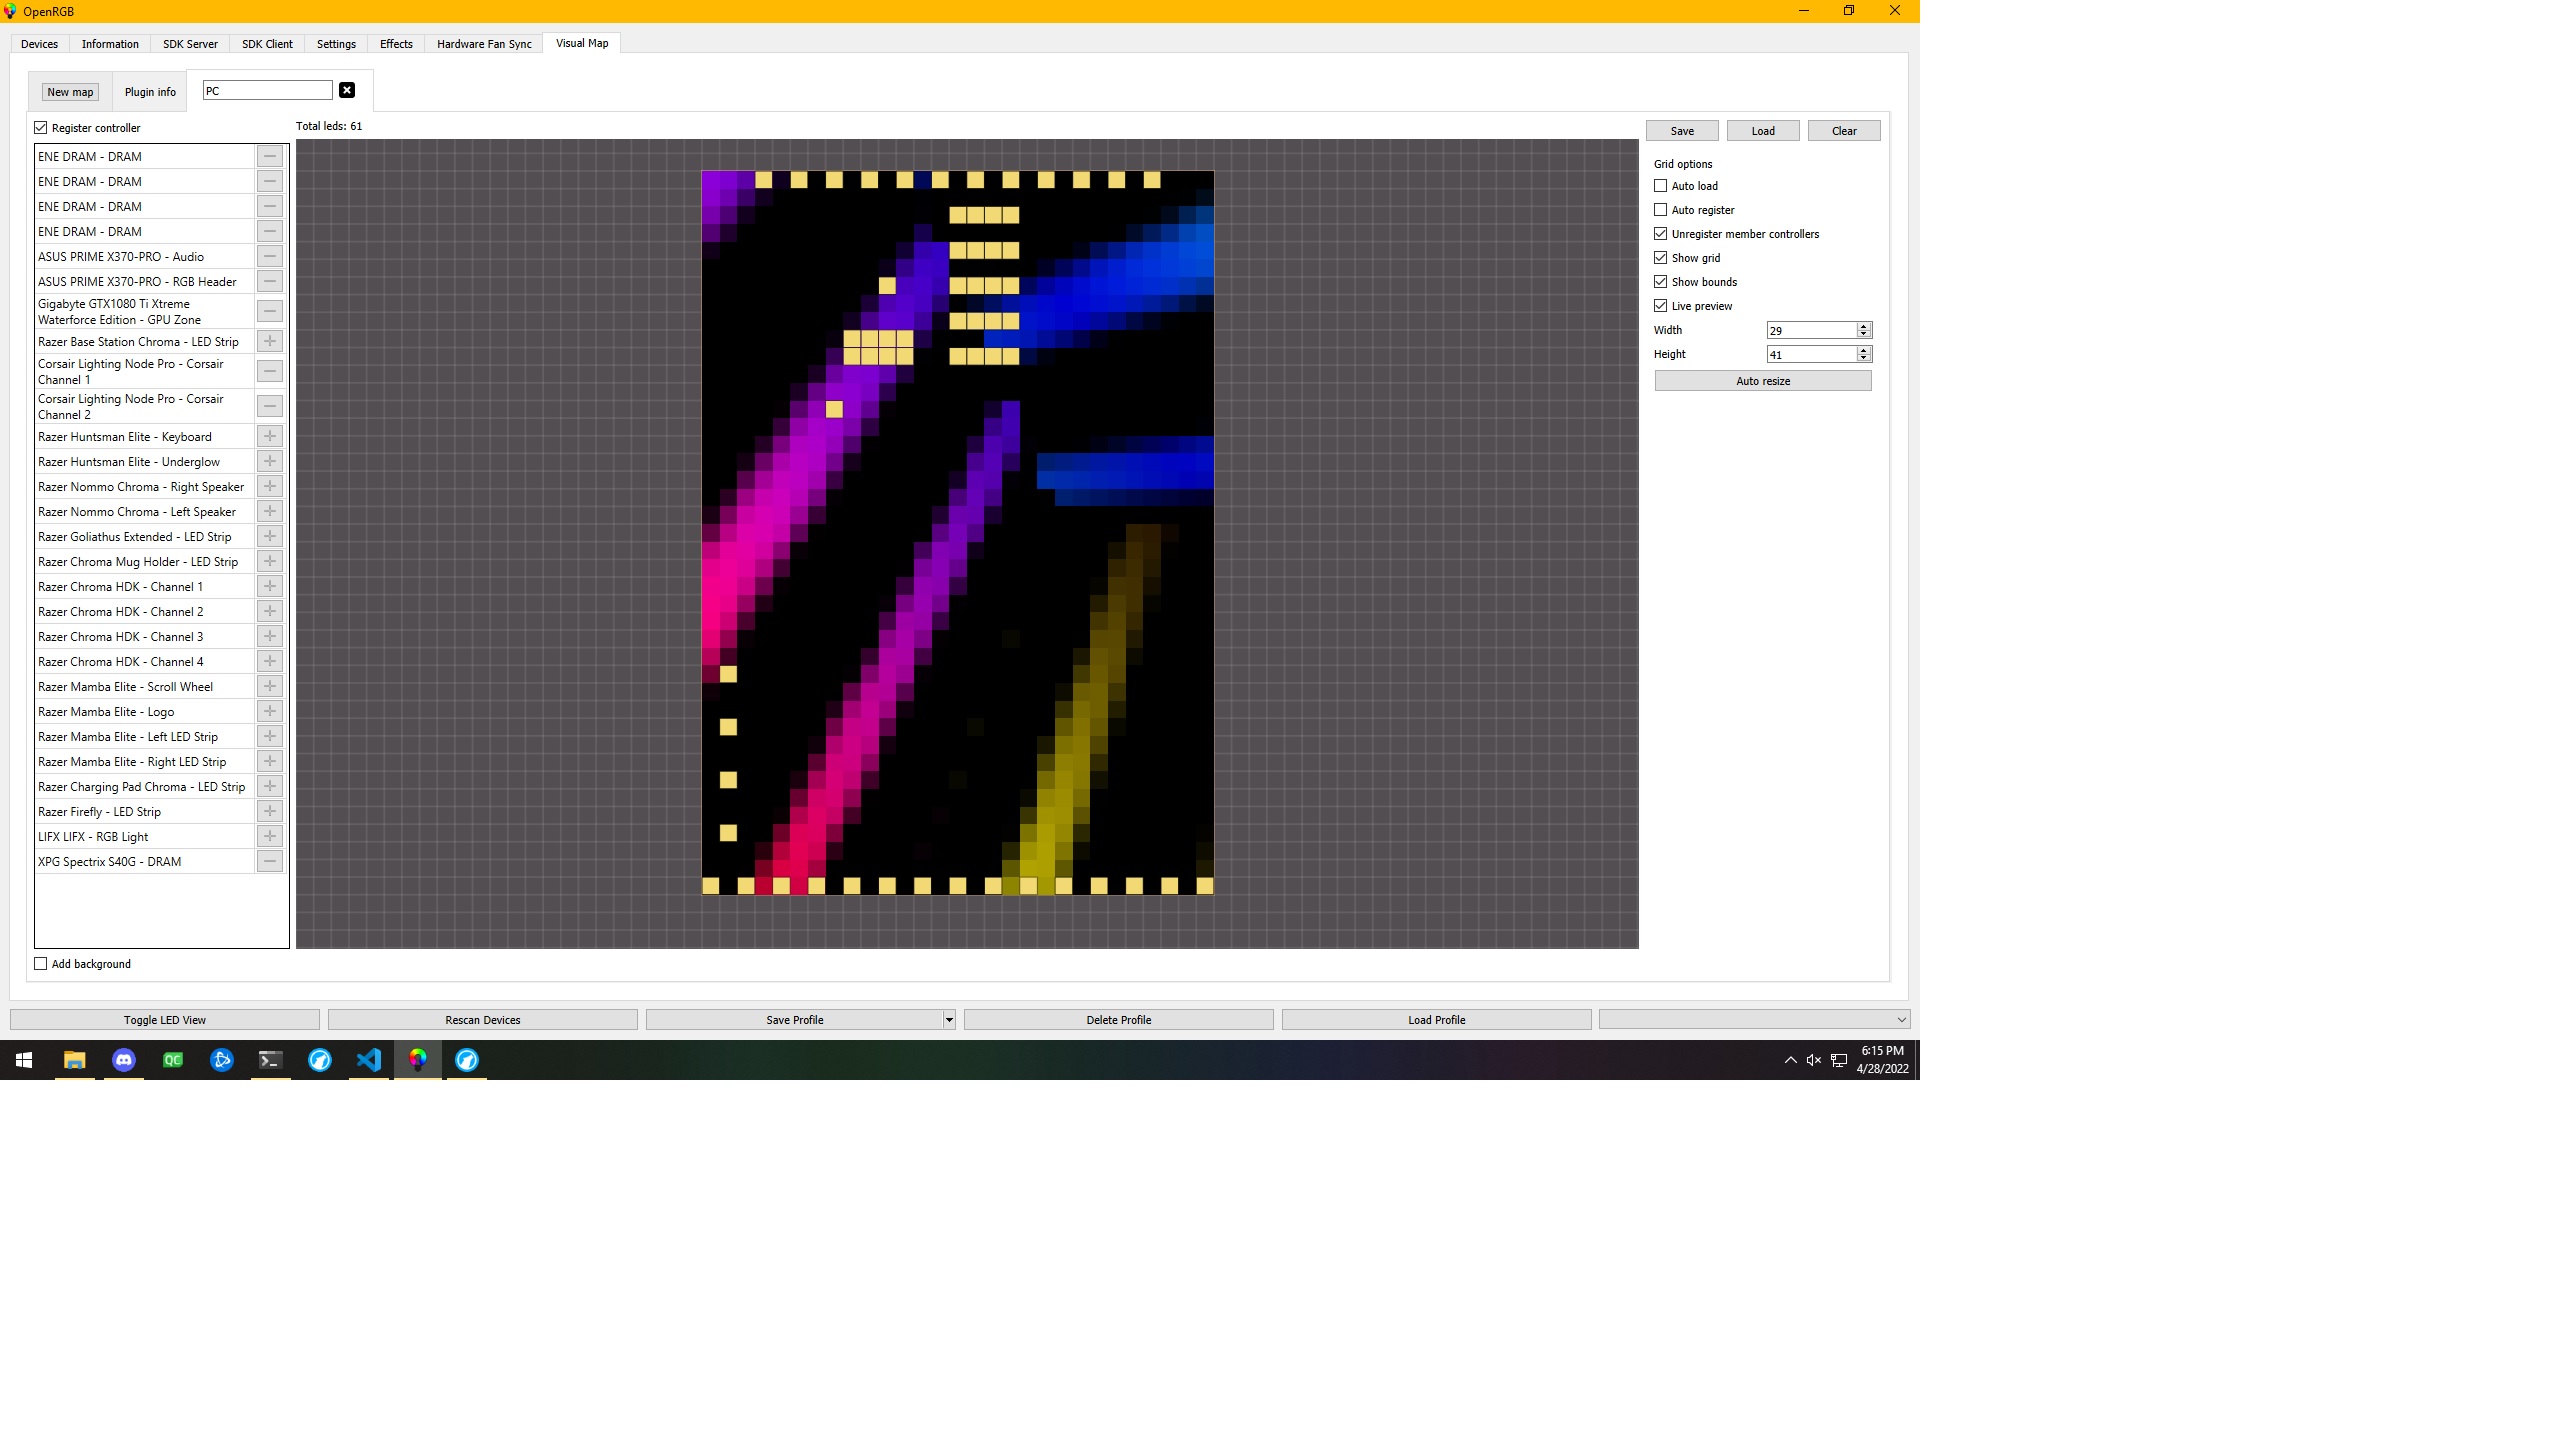 OpenRGB
Devices
Information
SDK Server
SDK Client
Settings
Effects
Hardware Fan Sync
Visual Map
New map
Plugin info
PC
Register controller
Total leds: 61
Save
Load
Clear
ENE DRAM - DRAM
ENE DRAM - DRAM
ENE DRAM - DRAM
ENE DRAM - DRAM
ASUS PRIME X370-PRO - Audio
ASUS PRIME X370-PRO - RGB Header
Gigabyte GTX1080 Ti Xtreme
Waterforce Edition - GPU Zone
Razer Base Station Chroma - LED Strip
Corsair Lighting Node Pro - Corsair
Channel 1
Corsair Lighting Node Pro - Corsair
Channel 2
Razer Huntsman Elite - Keyboard
Razer Huntsman Elite - Underglow
Razer Nommo Chroma - Right Speaker
Razer Nommo Chroma - Left Speaker
Razer Goliathus Extended - LED Strip
Razer Chroma Mug Holder - LED Strip
Razer Chroma HDK - Channel 1
Razer Chroma HDK - Channel 2
Razer Chroma HDK - Channel 3
Razer Chroma HDK - Channel 4
Razer Mamba Elite - Scroll Wheel
Razer Mamba Elite - Logo
Razer Mamba Elite - Left LED Strip
Razer Mamba Elite - Right LED Strip
Razer Charging Pad Chroma - LED Strip
Razer Firefly - LED Strip
LIFX LIFX - RGB Light
XPG Spectrix S40G - DRAM
Add background
Grid options
Auto load
Auto register
Unregister member controllers
Show grid
Show bounds
Live preview
Width
29
Height
41
Auto resize
Toggle LED View
Rescan Devices
Save Profile
Delete Profile
Load Profile
QC
6:15 PM
4/28/2022